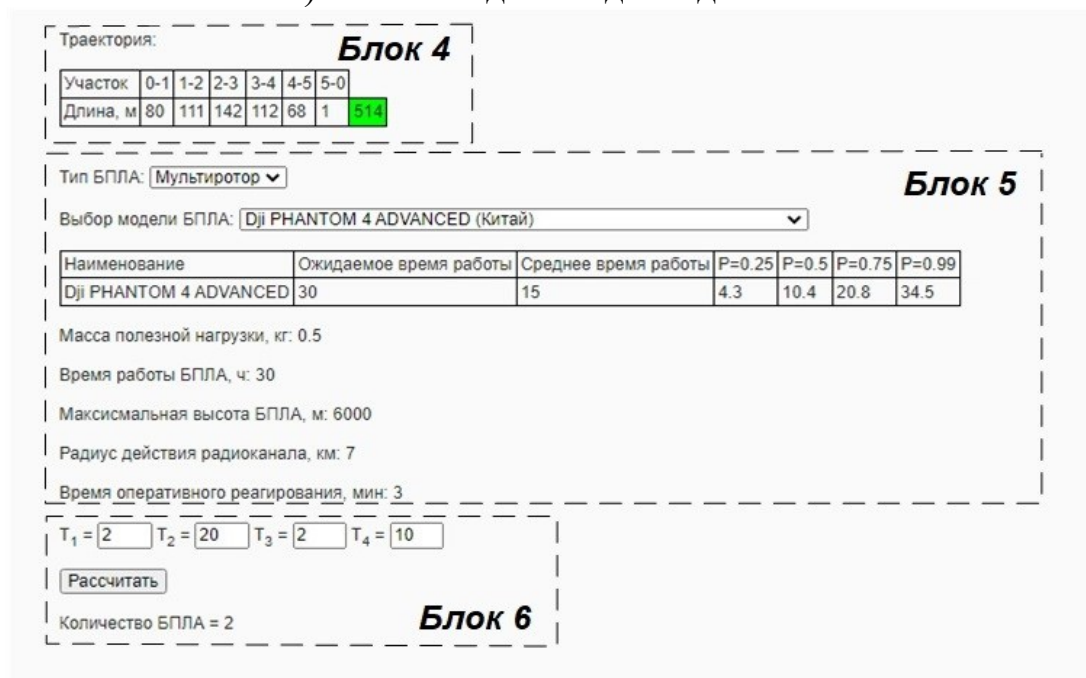 Траектория:
Блок 4
Участок 0-1 1-2 2-3 3-4 4-5 5-0
Длина, м 80 111 142 112 68 1 514
Тип БПЛА: Мультиротор
Блок 5
Выбор модели БПЛА: Dji PHANTOM 4 ADVANCED (Китай)
Наименование Ожидаемое время работы Среднее время работы P=0.25 P=0.5 P=0.75 P=0.99
Dji PHANTOM 4 ADVANCED 30 15 4.3 10.4 20.8 34.5
Масса полезной нагрузки, кг: 0.5
Время работы БПЛА, ч: 30
Максисмальная высота БПЛА, м: 6000
Радиус действия радиоканала, км: 7
Время оперативного реагирования, мин: 3
T1 = 2 T2 = 20 T3 = 2 T4 = 10
Рассчитать
Количество БПЛА = 2
Блок 6